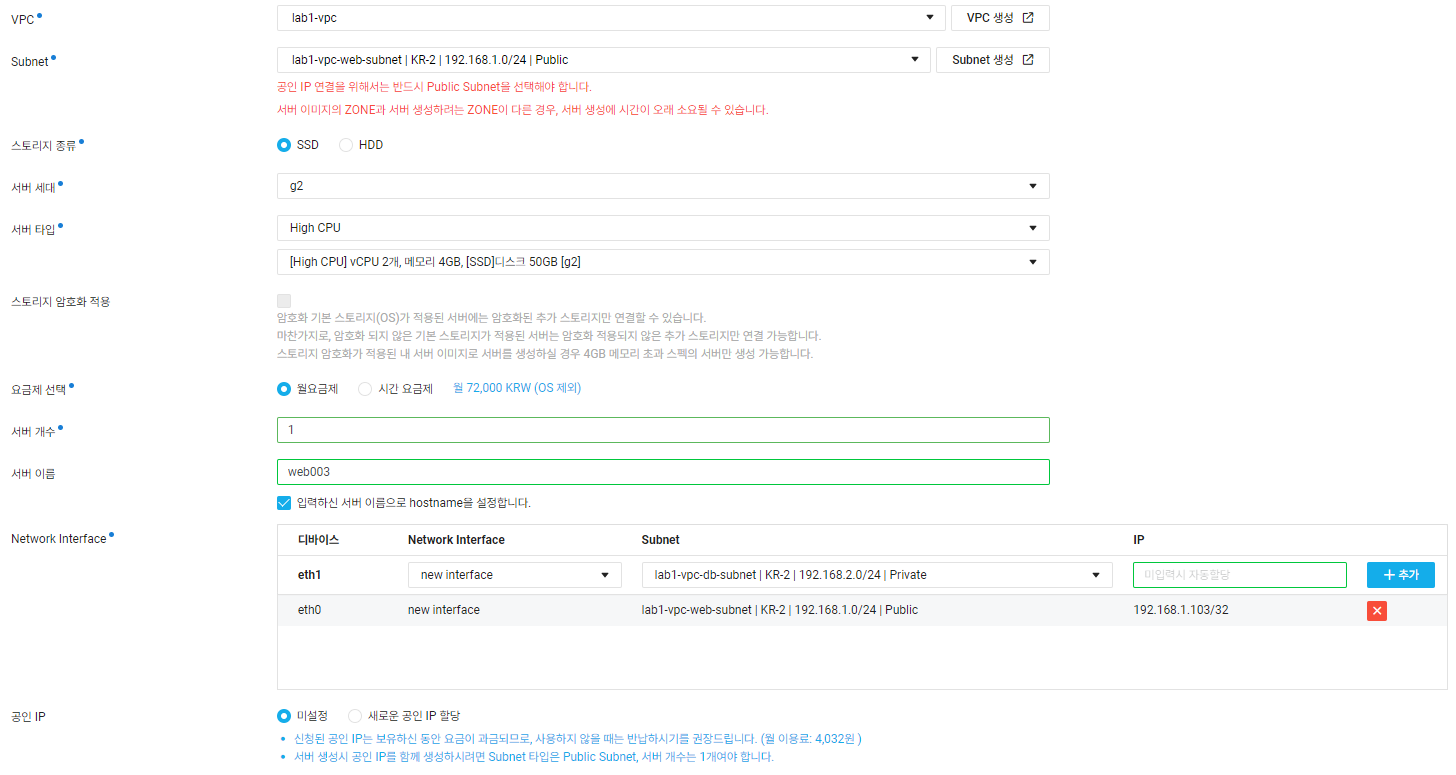 VPC
lab1-vpc
VPC 생성
Subnet
lab1-vpc-web-subnet | KR-2 | 192.168.1.0/24 | Public
Subnet 생성
공인 IP 연결을 위해서는 반드시 Public Subnet을 선택해야 합니다.
서버 이미지의 ZONE과 서버 생성하려는 ZONE이 다른 경우, 서버 생성에 시간이 오래 소요될 수 있습니다.
스토리지 종류
SSD HDD
서버 세대
g2
서버 타입
High CPU
[High CPU] vCPU 2개, 메모리 4GB, [SSD]디스크 50GB [g2]
스토리지 암호화 적용
암호화 기본 스토리지(OS)가 적용된 서버에는 암호화된 추가 스토리지만 연결할 수 있습니다.
마찬가지로, 암호화 되지 않은 기본 스토리지가 적용된 서버는 암호화 적용되지 않은 추가 스토리지만 연결 가능합니다.
스토리지 암호화가 적용된 내 서버 이미지로 서버를 생성하실 경우 4GB 메모리 초과 스펙의 서버만 생성 가능합니다.
요금제 선택
월요금제 시간 요금제 월 72,000 KRW (OS 제외)
서버 개수
1
서버 이름
web003
입력하신 서버 이름으로 hostname을 설정합니다.
Network Interface
디바이스 Network Interface Subnet IP
eth1 new interface lab1-vpc-db-subnet | KR-2 | 192.168.2.0/24 | Private 미입력시 자동할당 추가
eth0 new interface lab1-vpc-web-subnet | KR-2 | 192.168.1.0/24 | Public 192.168.1.103/32
공인 IP
미설정 새로운 공인 IP 할당
신청된 공인 IP는 보유하신 동안 요금이 과금되므로, 사용하지 않을 때는 반납하시기를 권장드립니다. (월 이용료: 4,032원 )
서버 생성시 공인 IP를 함께 생성하시려면 Subnet 타입은 Public Subnet, 서버 개수는 1개여야 합니다.